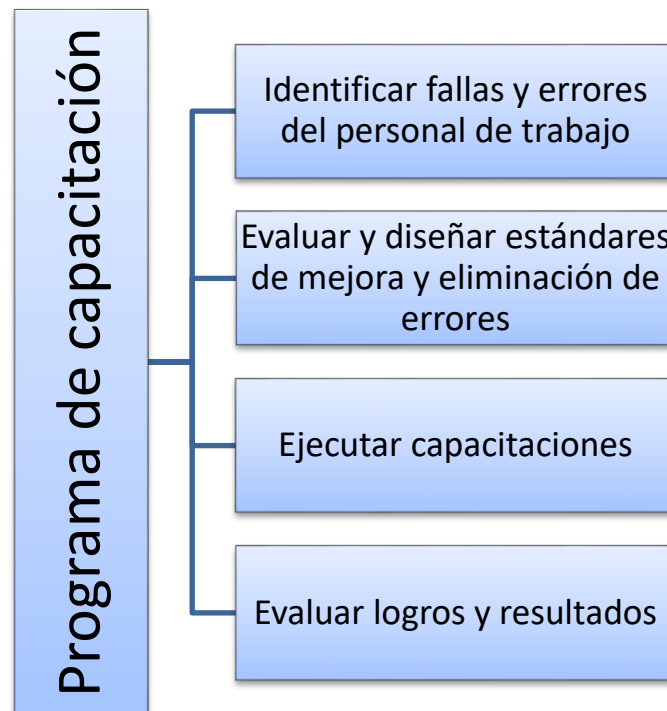 Programa de capacitación
Identificar fallas y errores
del personal de trabajo
Evaluar y diseñar estándares
de mejora y eliminación de
errores
Ejecutar capacitaciones
Evaluar logros y resultados